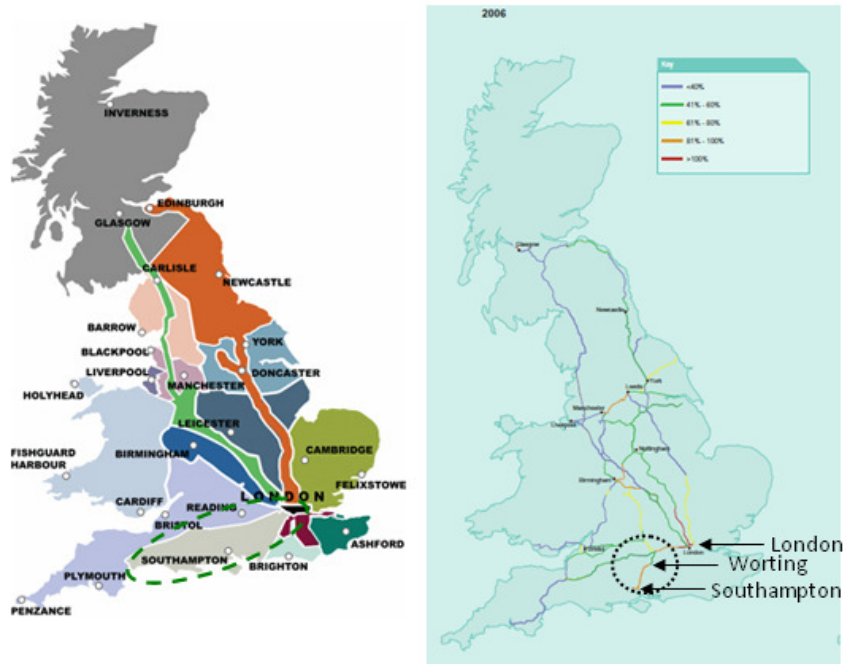 INVERNESS
EDINBURGH
GLASGOW
CARLISLE
NEWCASTLE
BARROW
BLACKPOOL
YORK
LIVERPOOL
DONCASTER
HOLYHEAD
MANCHESTER
LEICESTER
FISHGUARD
HARBOUR
BIRMINGHAM
CAMBRIDGE
LONDON
FELIXSTOWE
CARDIFF
READING
BRISTOL
SOUTHAMPTON
ASHFORD
BRIGHTON
PLYMOUTH
PENZANCE
2006
Key
<40%
41% - 60%
61% - 80%
81% - 100%
>100%
Glasgow
Newcastle
Leeds
York
Manchester
Liverpool
Nottingham
Birmingham
London
London
Worting
Southampton